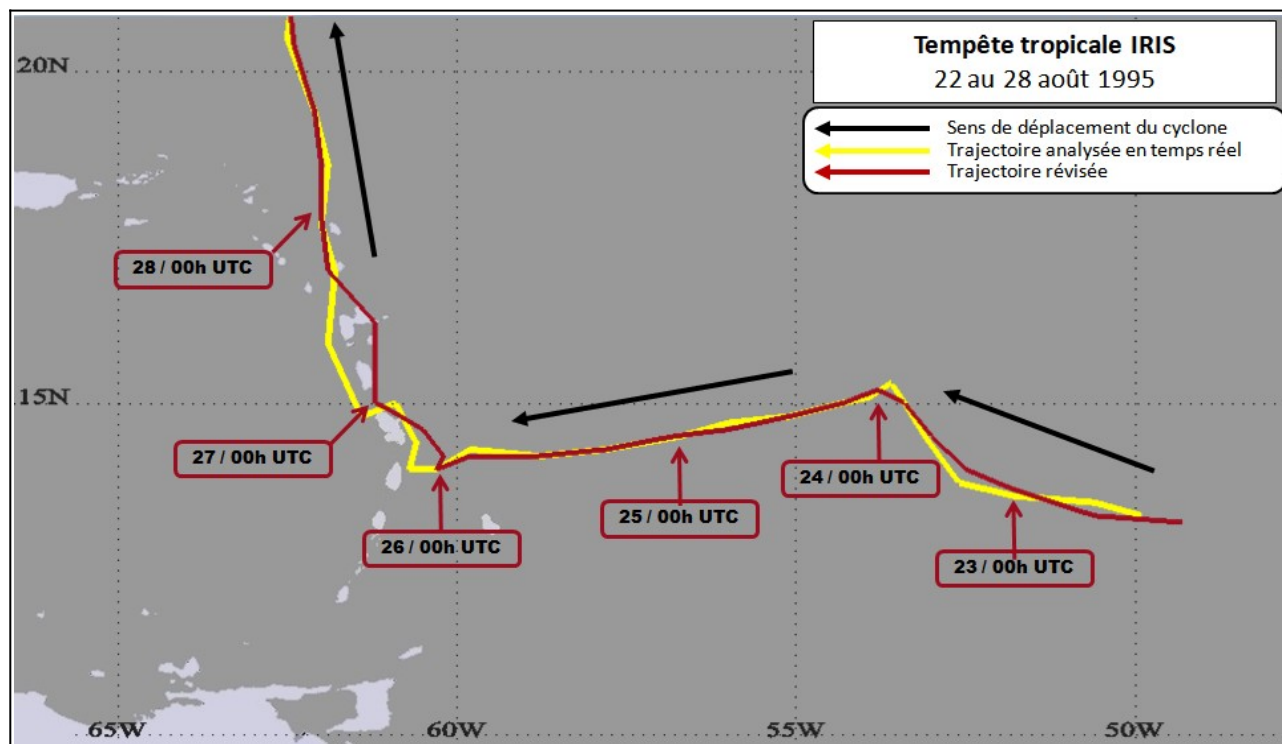 Tempête tropicale IRIS
22 au 28 août 1995
Sens de déplacement du cyclone
Trajectoire analysée en temps réel
Trajectoire révisée
20N
28 / 00h UTC
15N
27 / 00h UTC
24 / 00h UTC
25 / 00h UTC
26 / 00h UTC
23 / 00h UTC
65W
60W
55W
50W